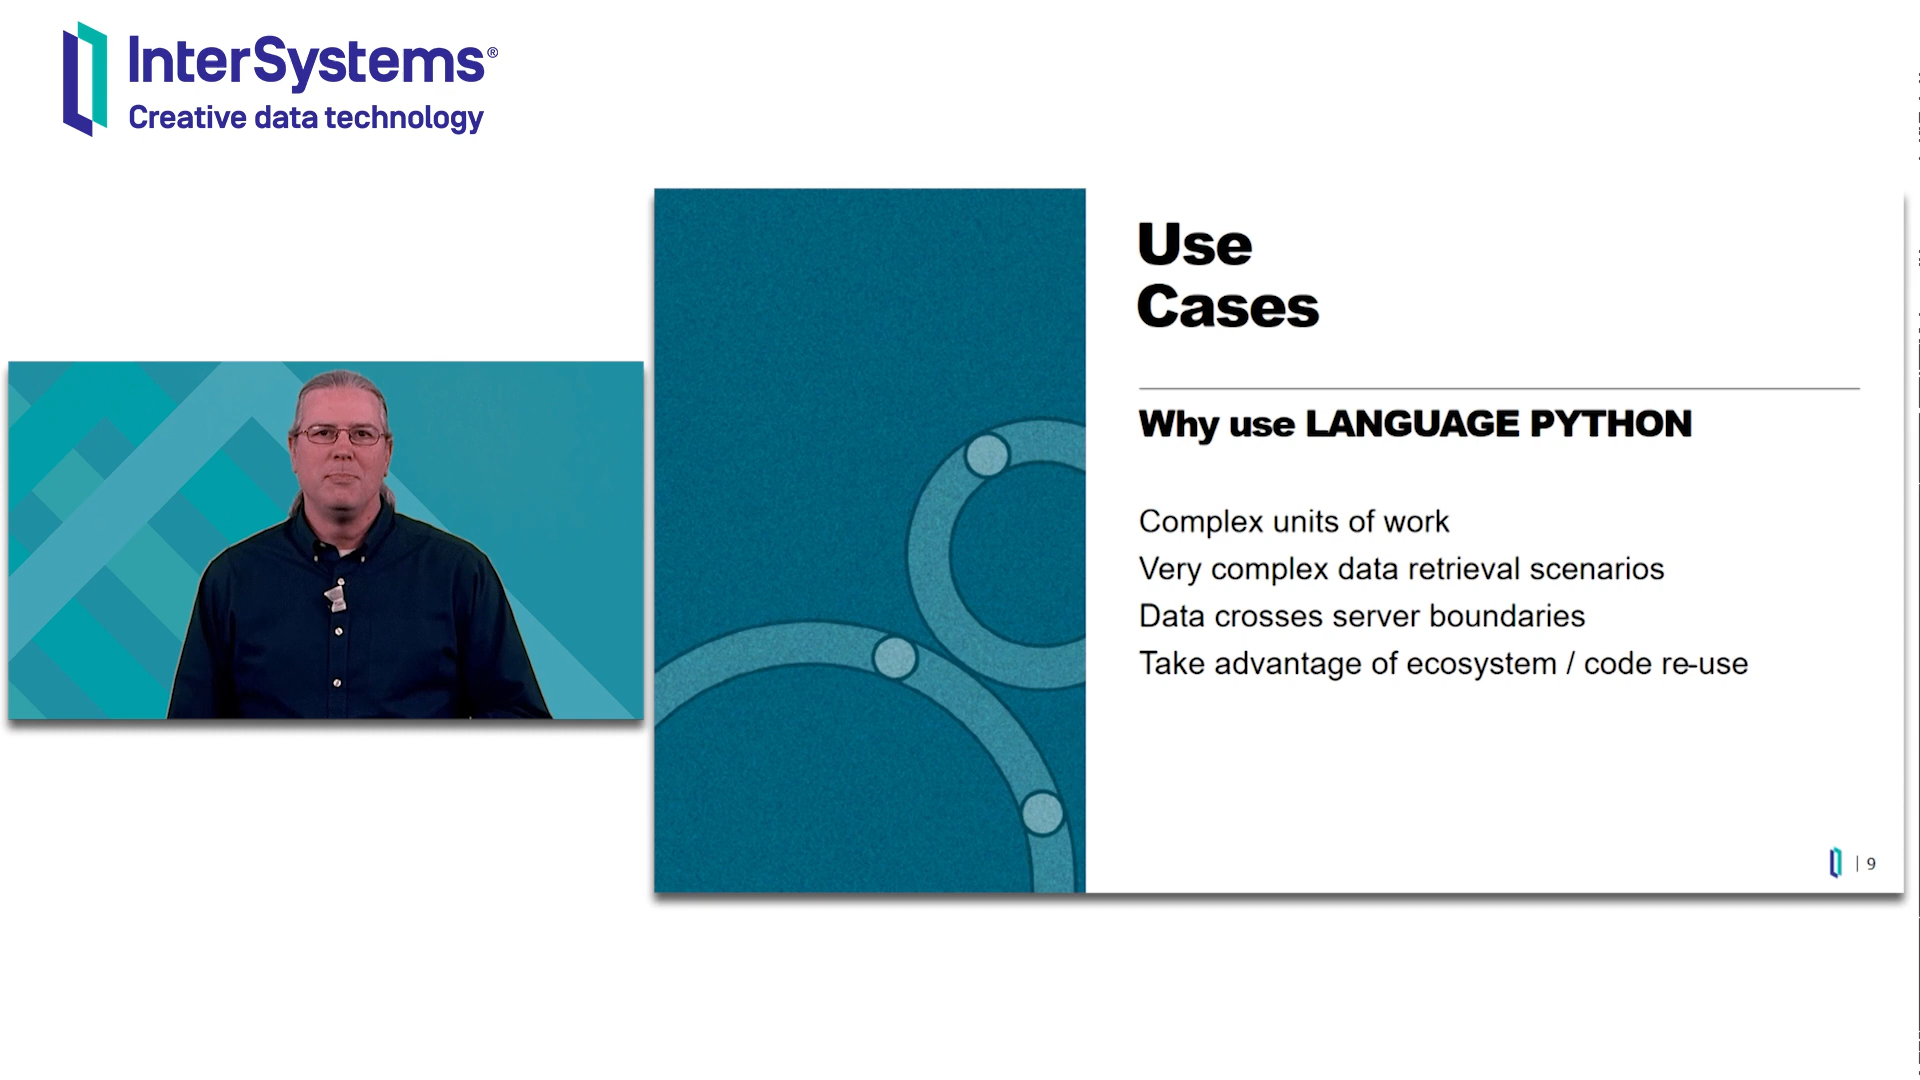 InterSystems®
Creative data technology
Use
Cases
Why use LANGUAGE PYTHON
Complex units of work
Very complex data retrieval scenarios
Data crosses server boundaries
Take advantage of ecosystem / code re-use
| 9